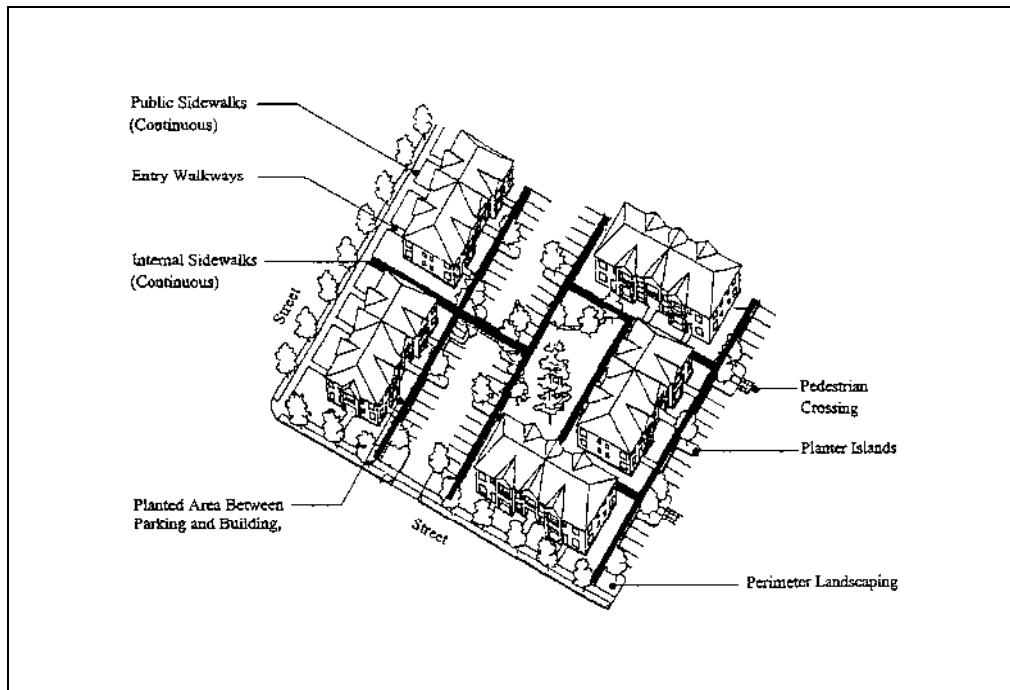 Public Sidewalks
(Continuous)
Entry Walkways
Internal Sidewalks
(Continuous)
Street
Pedestrian
Crossing
Planter Islands
Planted Area Between
Parking and Building,
Street
Perimeter Landscaping